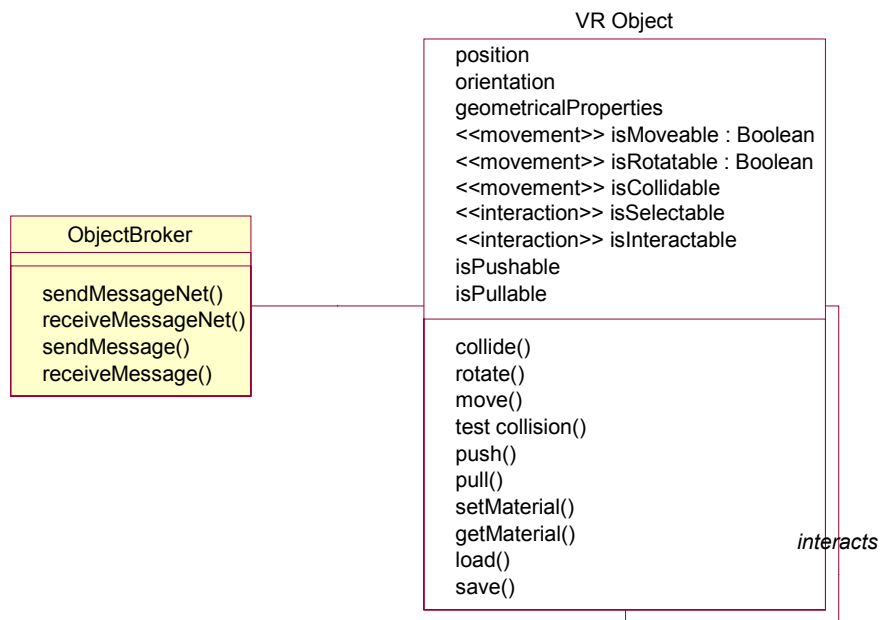 VR Object
position
orientation
geometricalProperties
<<movement>> isMoveable : Boolean
<<movement>> isRotatable : Boolean
<<movement>> isCollidable
<<interaction>> isSelectable
<<interaction>> isInteractable
isPushable
isPullable
collide()
rotate()
move()
test collision()
push()
pull()
setMaterial()
getMaterial()
load()
save()
ObjectBroker
sendMessageNet()
receiveMessageNet()
sendMessage()
receiveMessage()
interacts